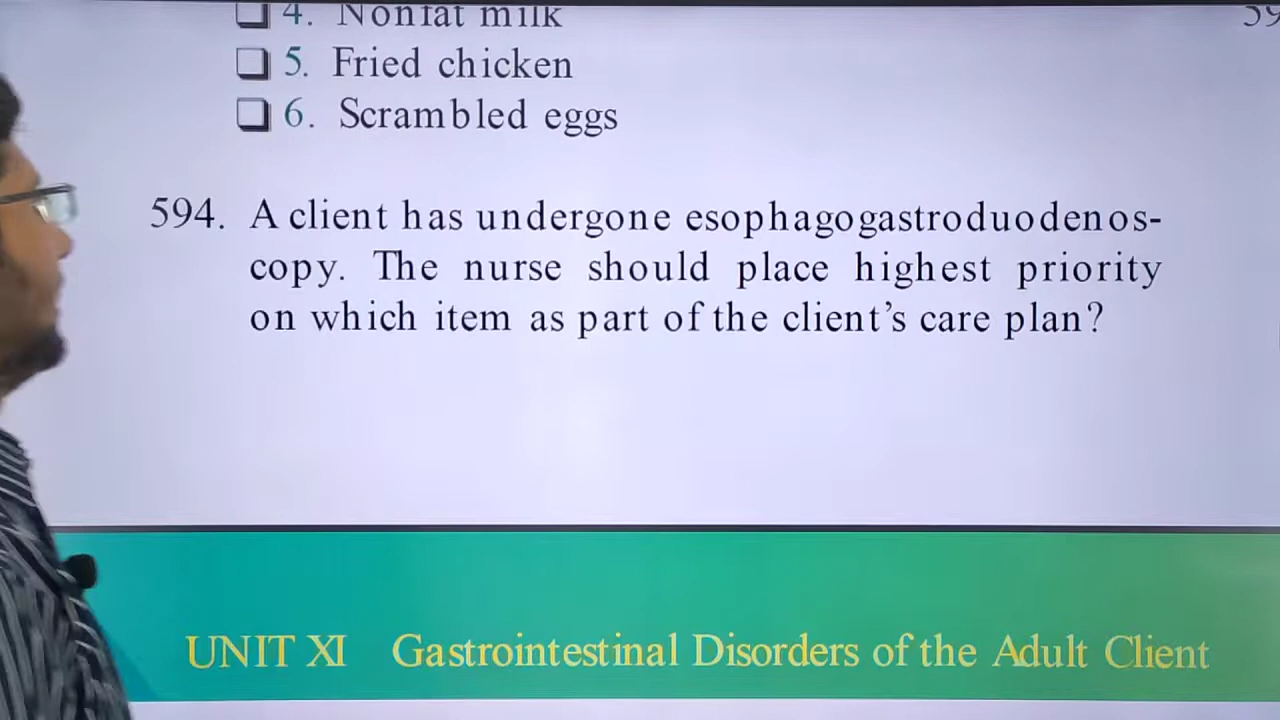 4. Nonfat milk
5. Fried chicken
6. Scrambled eggs
594. A client has undergone esophagogastroduodenos-
copy. The nurse should place highest priority
on which item as part of the client's care plan?
UNIT XI Gastrointestinal Disorders of the Adult Client